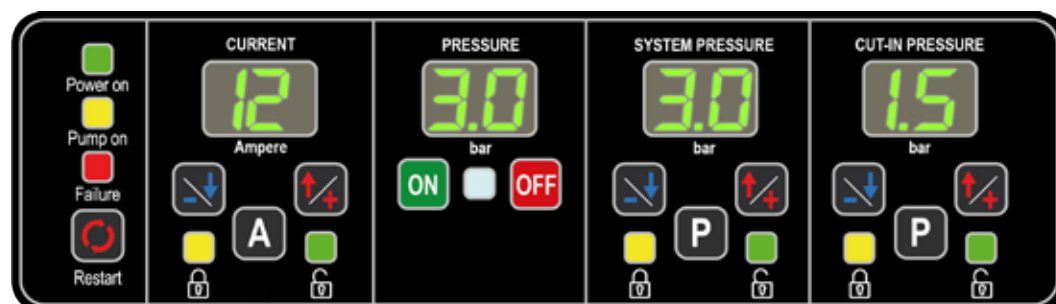 Power on
Pump on
Failure
Restart
CURRENT
12
Ampere
A
PRESSURE
3.0
bar
ON
OFF
SYSTEM PRESSURE
3.0
bar
P
CUT-IN PRESSURE
1.5
bar
P